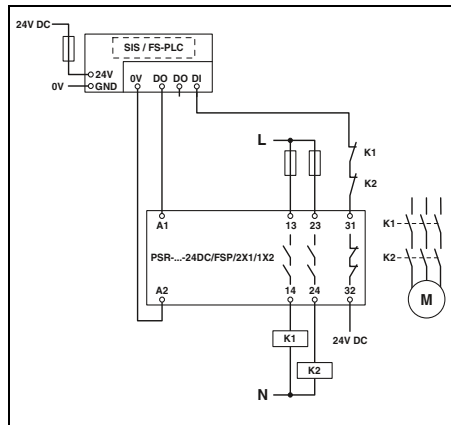 24V DC
SIS / FS-PLC
24V
0V
GND
0V DO DO DI
L
K1
K2
A1 13 23 31
PSR-...-24DC/FSP/2X1/1X2
K1
K2
A2 14 24 32
M
K1
24V DC
K2
N